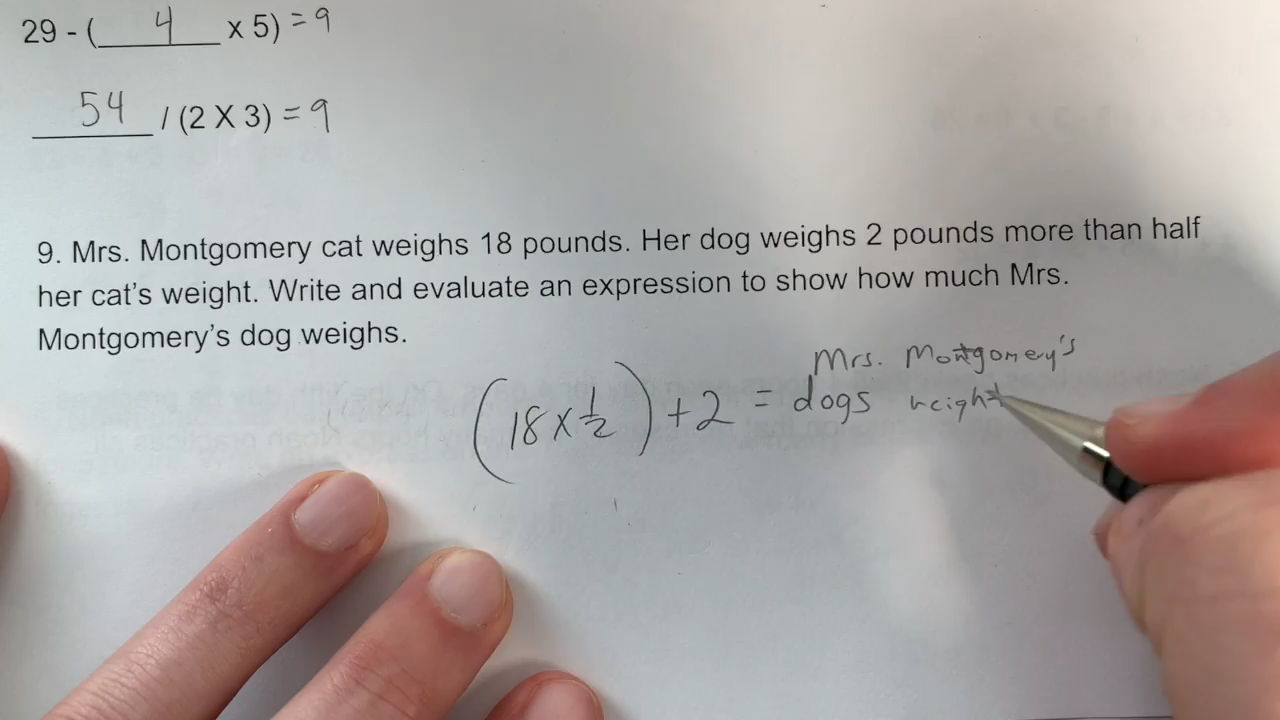 29 - ( 4 x 5) = 9
54 / (2 X 3) = 9
9. Mrs. Montgomery cat weighs 18 pounds. Her dog weighs 2 pounds more than half
her cat's weight. Write and evaluate an expression to show how much Mrs.
Montgomery's dog weighs.
Mrs. Montgomery's
(18 x 1/2) + 2 = dogs weight